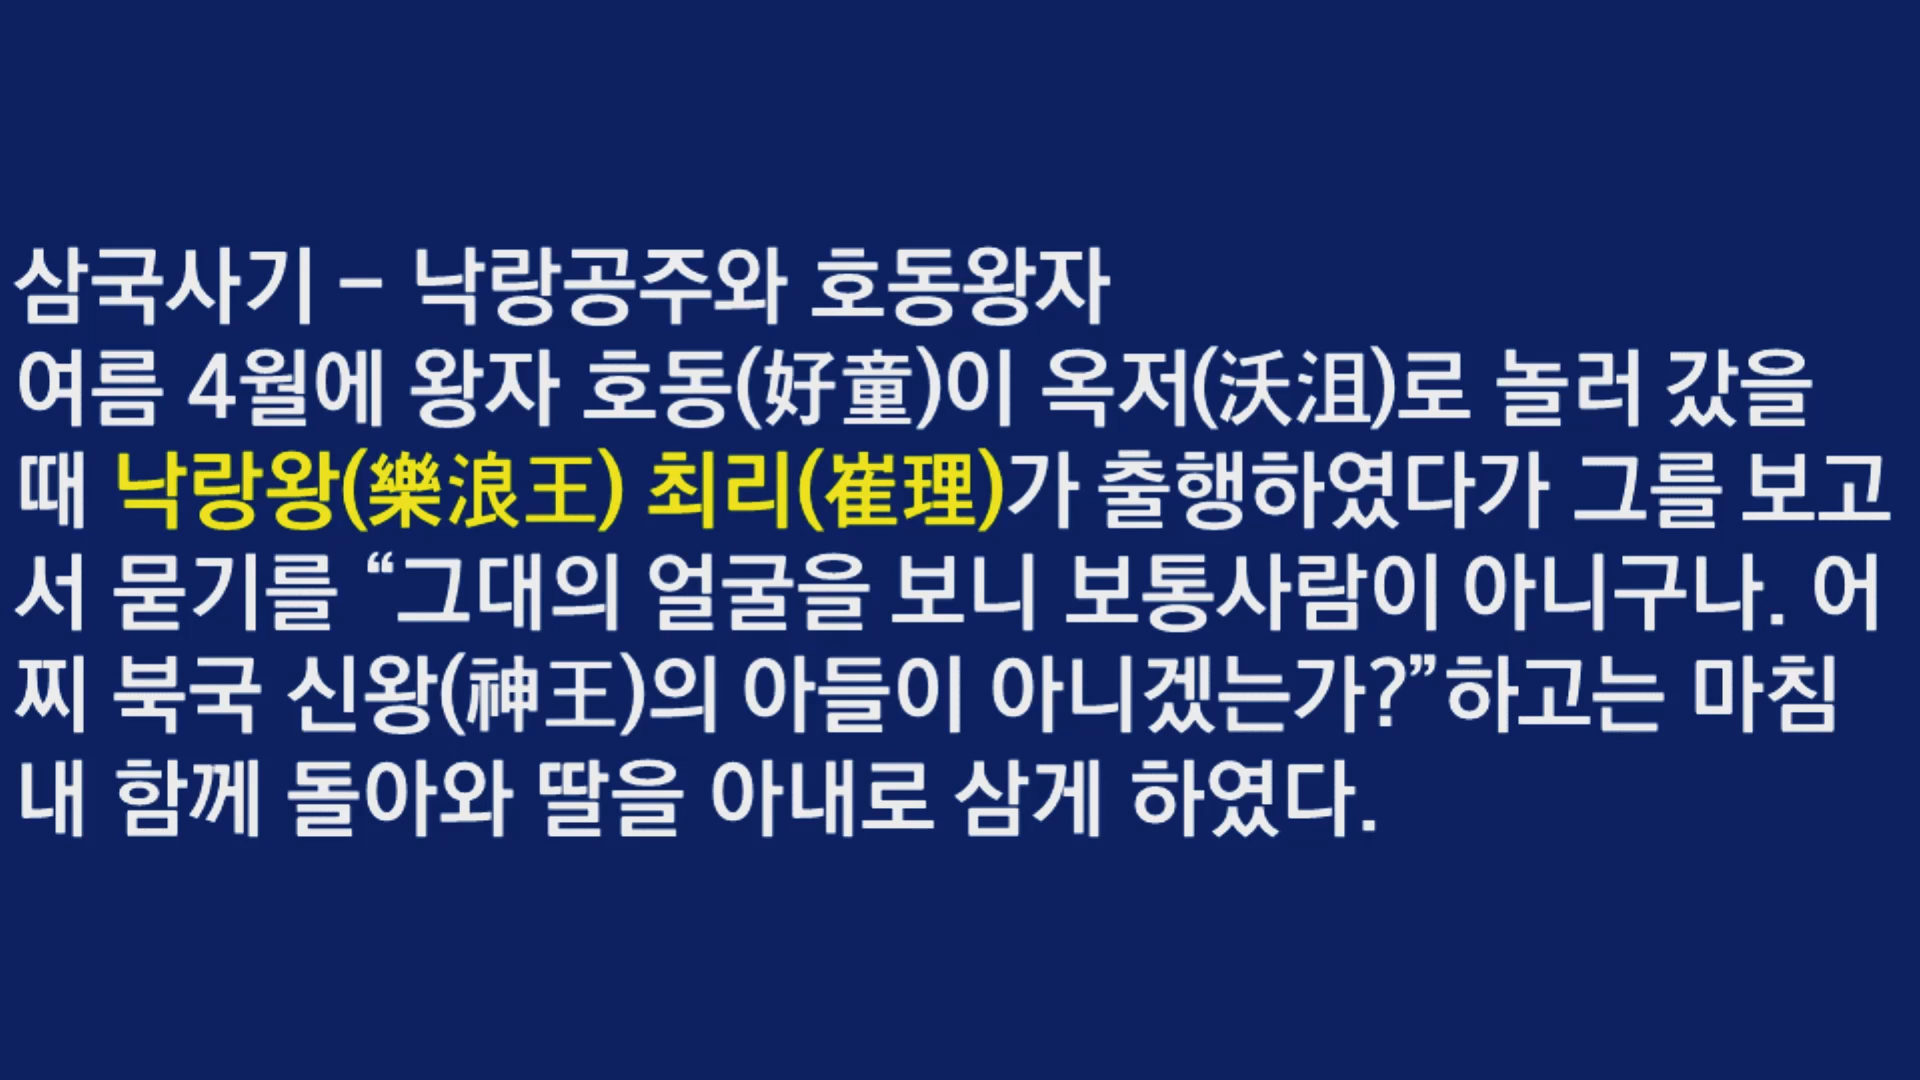 삼국사기 - 낙랑공주와 호동왕자
여름 4월에 왕자 호동(好童)이 옥저(沃沮)로 놀러 갔을
때 낙랑왕(樂浪王) 최리(崔理)가 출행하였다가 그를 보고
서 묻기를 “그대의 얼굴을 보니 보통사람이 아니구나. 어
찌 북국 신왕(神王)의 아들이 아니겠는가?”하고는 마침
내 함께 돌아와 딸을 아내로 삼게 하였다.